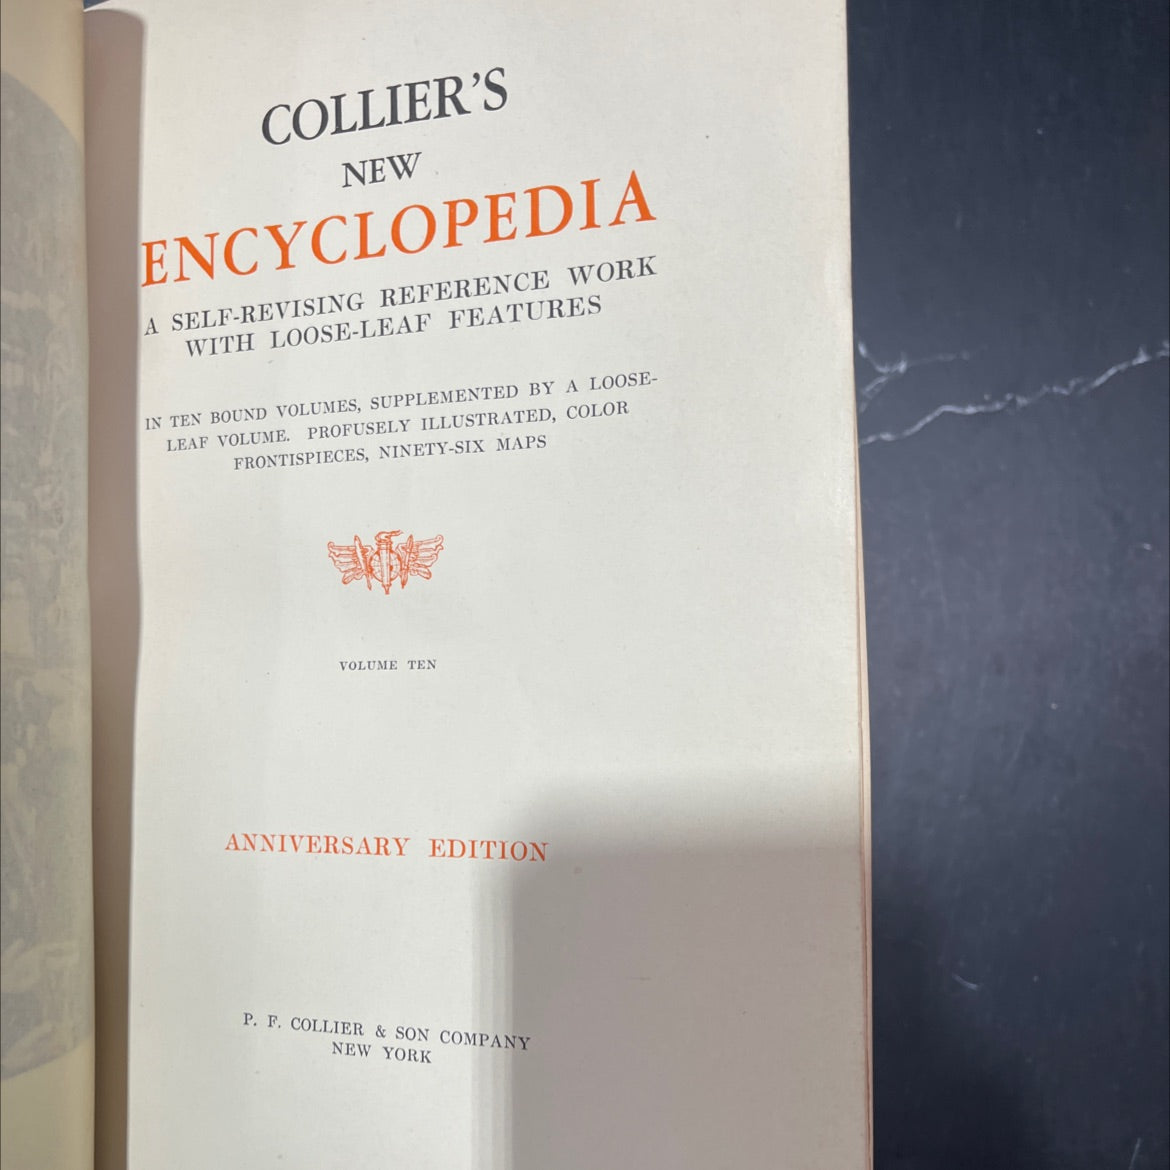 COLLIER'S
NEW
ENCYCLOPEDIA
A SELF-REVISING REFERENCE WORK
WITH LOOSE-LEAF FEATURES
IN TEN BOUND VOLUMES, SUPPLEMENTED BY A LOOSE-
LEAF VOLUME. PROFUSELY ILLUSTRATED, COLOR
FRONTISPIECES, NINETY-SIX MAPS
VOLUME TEN
ANNIVERSARY EDITION
P. F. COLLIER & SON COMPANY
NEW YORK